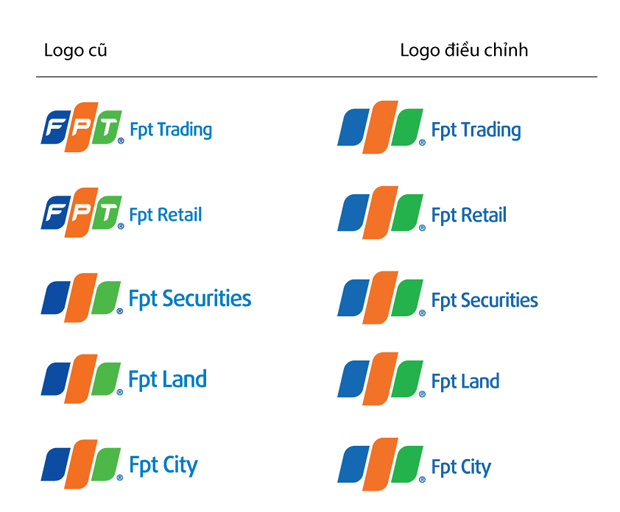 Logo cũ Logo điều chỉnh
FPT® Fpt Trading ® Fpt Trading
FPT® Fpt Retail ® Fpt Retail
® Fpt Securities ® Fpt Securities
® Fpt Land ® Fpt Land
® Fpt City ® Fpt City